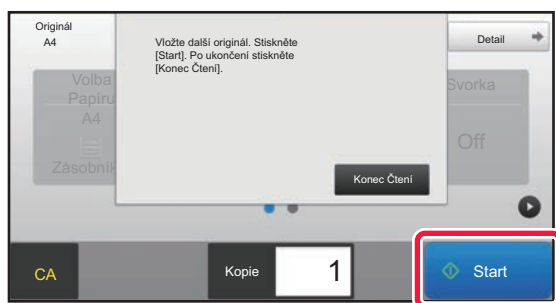 Originál
A4
Vložte další originál. Stiskněte
[Start]. Po ukončení stiskněte
[Konec Čtení].
Detail
Volba
Papíru
A4
Zásobník
Svorka
Off
Konec Čtení
CA
Kopie
1
Start